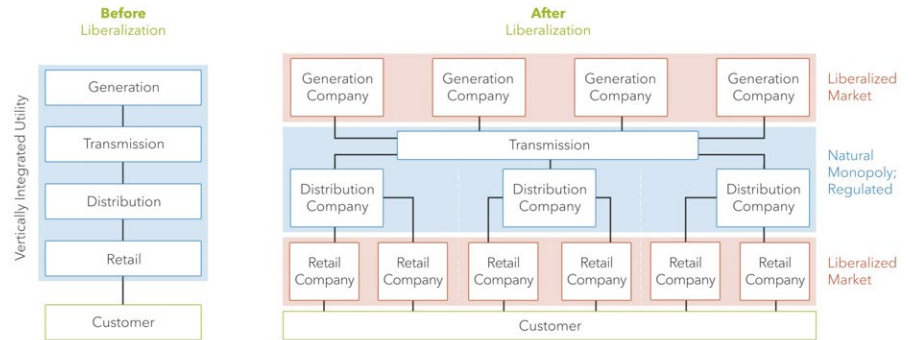 Before
Liberalization
Vertically Integrated Utility
Generation
Transmission
Distribution
Retail
Customer
After
Liberalization
Generation
Company
Generation
Company
Generation
Company
Generation
Company
Liberalized
Market
Transmission
Natural
Monopoly;
Regulated
Distribution
Company
Distribution
Company
Distribution
Company
Retail
Company
Retail
Company
Retail
Company
Retail
Company
Retail
Company
Retail
Company
Liberalized
Market
Customer